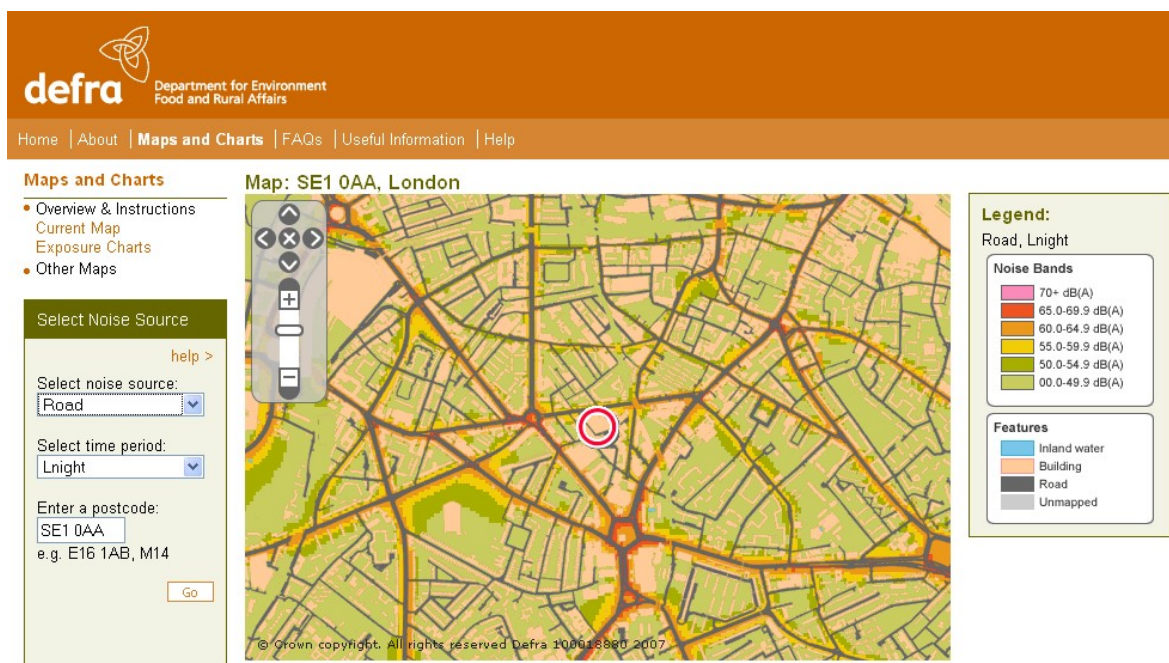 defra
Department for Environment
Food and Rural Affairs
Home | About | Maps and Charts | FAQs | Useful Information | Help
Maps and Charts
Overview & Instructions
Current Map
Exposure Charts
Other Maps
Select Noise Source
help >
Select noise source:
Road
Select time period:
Lnight
Enter a postcode:
SE1 0AA
e.g. E16 1AB, M14
Go
Map: SE1 0AA, London
© Crown copyright. All rights reserved Defra 100018880 2007
Legend:
Road, Lnight
Noise Bands
70+ dB(A)
65.0-69.9 dB(A)
60.0-64.9 dB(A)
55.0-59.9 dB(A)
50.0-54.9 dB(A)
00.0-49.9 dB(A)
Features
Inland water
Building
Road
Unmapped